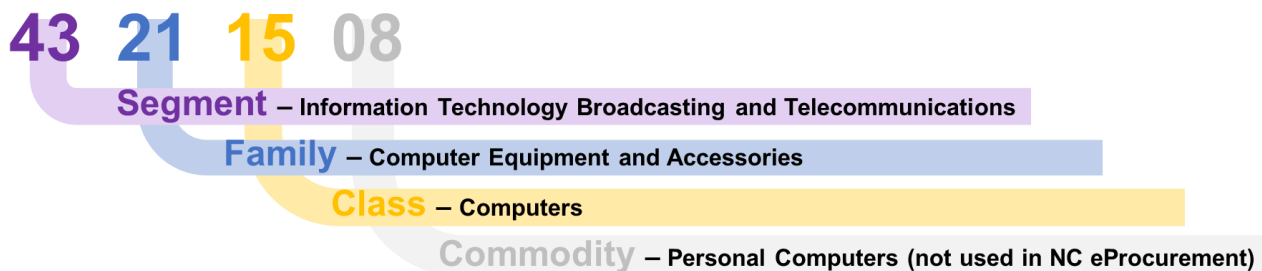 43 21 15 08
Segment – Information Technology Broadcasting and Telecommunications
Family – Computer Equipment and Accessories
Class – Computers
Commodity – Personal Computers (not used in NC eProcurement)